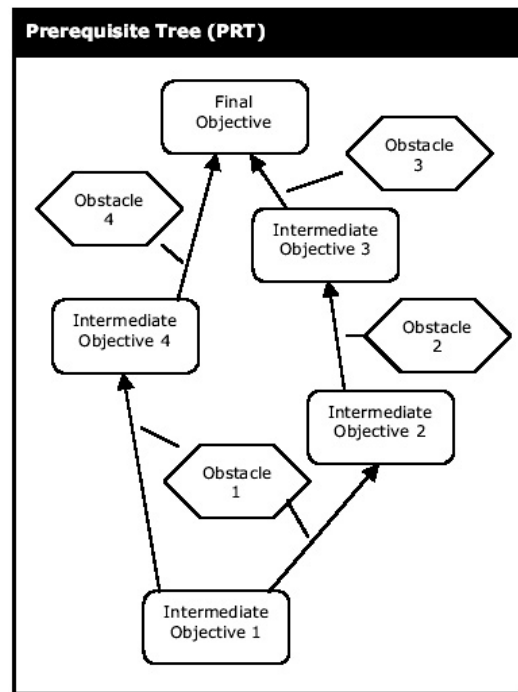 Prerequisite Tree (PRT)
Final
Objective
Obstacle
3
Obstacle
4
Intermediate
Objective 3
Intermediate
Objective 4
Obstacle
2
Intermediate
Objective 2
Obstacle
1
Intermediate
Objective 1